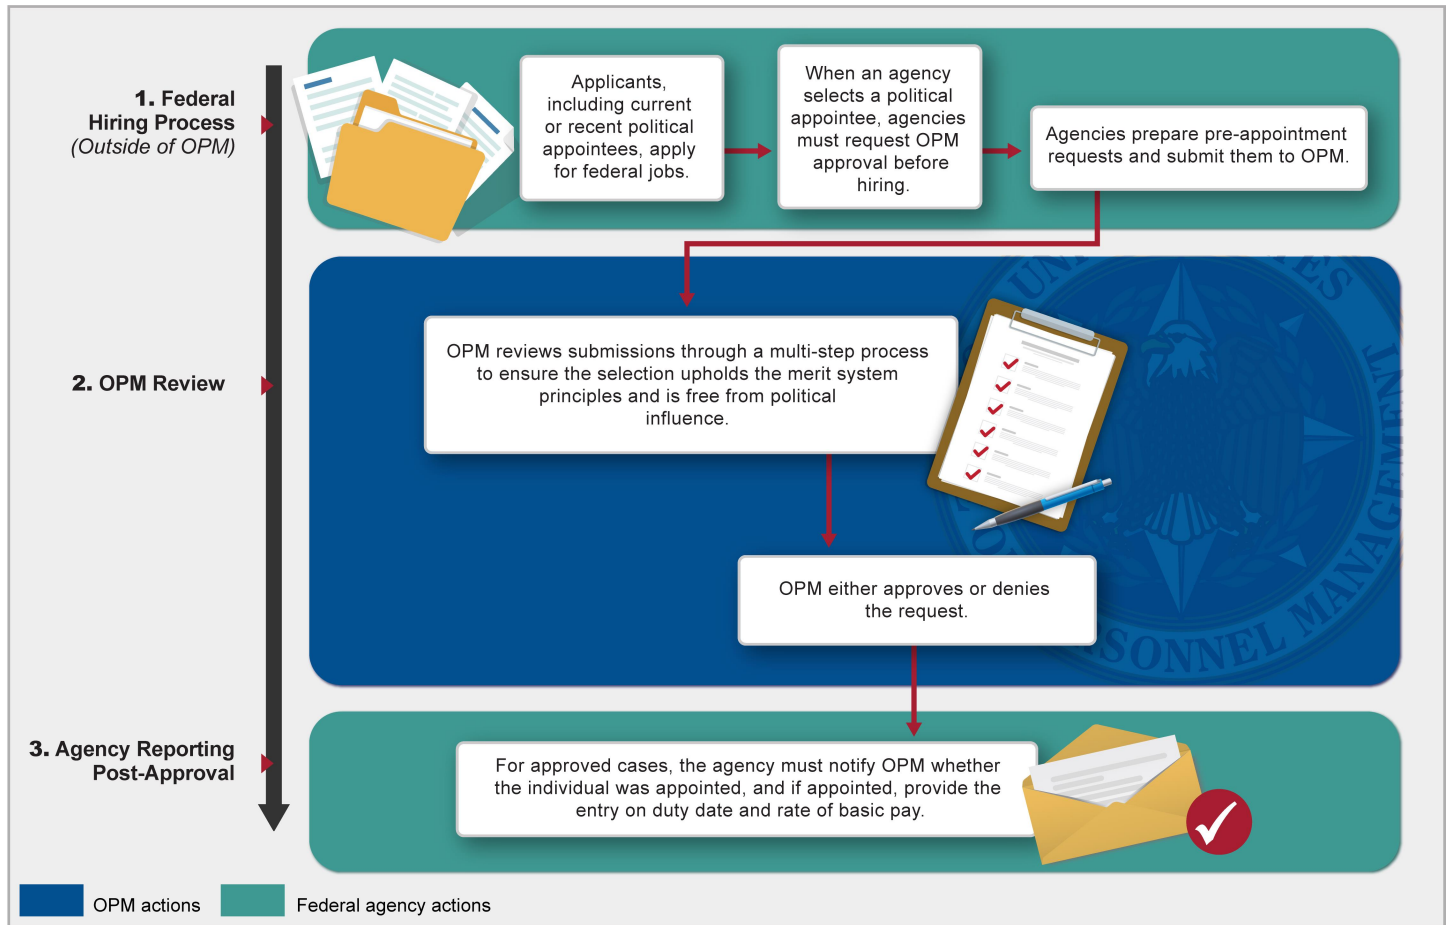 1. Federal
Hiring Process
(Outside of OPM)
Applicants,
including current
or recent political
appointees, apply
for federal jobs.
When an agency
selects a political
appointee, agencies
must request OPM
approval before
hiring.
Agencies prepare pre-appointment
requests and submit them to OPM.
2. OPM Review
OPM reviews submissions through a multi-step process
to ensure the selection upholds the merit system
principles and is free from political
influence.
OPM either approves or denies
the request.
3. Agency Reporting
Post-Approval
For approved cases, the agency must notify OPM whether
the individual was appointed, and if appointed, provide the
entry on duty date and rate of basic pay.
OPM actions
Federal agency actions
MANAGEMENT